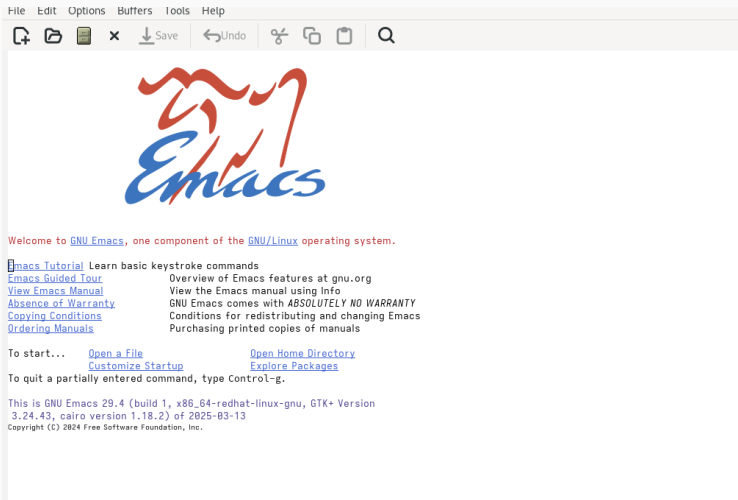 File Edit Options Buffers Tools Help
Save Undo
Emacs
Welcome to GNU Emacs, one component of the GNU/Linux operating system.
Emacs Tutorial Learn basic keystroke commands
Emacs Guided Tour Overview of Emacs features at gnu.org
View Emacs Manual View the Emacs manual using Info
Absence of Warranty GNU Emacs comes with ABSOLUTELY NO WARRANTY
Copying Conditions Conditions for redistributing and changing Emacs
Ordering Manuals Purchasing printed copies of manuals
To start... Open a File Open Home Directory
Customize Startup Explore Packages
To quit a partially entered command, type Control-g.
This is GNU Emacs 29.4 (build 1, x86_64-redhat-linux-gnu, GTK+ Version
3.24.43, cairo version 1.18.2) of 2025-03-13
Copyright (C) 2024 Free Software Foundation, Inc.